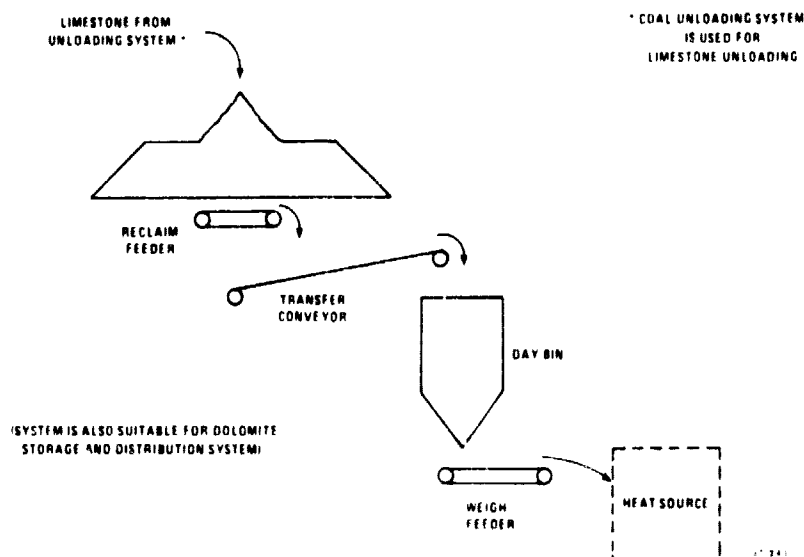 LIMESTONE FROM
UNLOADING SYSTEM *
* COAL UNLOADING SYSTEM
IS USED FOR
LIMESTONE UNLOADING
RECLAIM
FEEDER
TRANSFER
CONVEYOR
DAY BIN
(SYSTEM IS ALSO SUITABLE FOR DOLOMITE
STORAGE AND DISTRIBUTION SYSTEM)
WEIGH
FEEDER
HEAT SOURCE